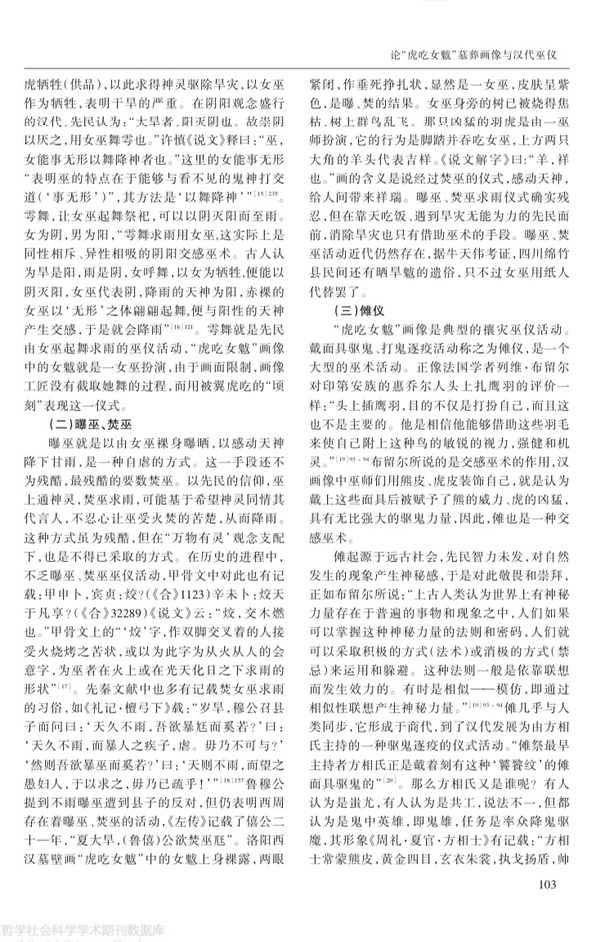 论“虎吃女魃”墓葬画像与汉代巫仪
虎牺牲(供品),以此求得神灵驱除旱灾,以女巫
作为牺牲,表明干旱的严重。在阴阳观念盛行
的汉代,先民认为:“大旱者,阳灭阴也。故崇阴
以厌之,用女巫舞雩也。”许慎《说文》释曰:“巫,
女能事无形以舞降神者也。”这里的女能事无形
“表明巫的特点在于能够与看不见的鬼神打交
道(‘事无形’)”,其方法是‘以舞降神’”[15]235。
雩舞,让女巫起舞祭祀,可以以阴灭阳而至雨。
女为阴,男为阳,“雩舞求雨用女巫,这实际上是
同性相斥、异性相吸的阴阳交感巫术。古人认
为旱是阳,雨是阴,女呼舞,以女为牺牲,便能以
阴灭阳,女巫代表阴,降雨的天神为阳,赤裸的
女巫以‘无形’之体翩翩起舞,便与阳性的天神
产生交感,于是就会降雨”[16]121。雩舞就是先民
由女巫起舞求雨的巫仪活动,“虎吃女魃”画像
中的女魃就是一女巫扮演,由于画面限制,画像
工匠没有截取她舞的过程,而用被翼虎吃的“顷
刻”表现这一仪式。
(二)曝巫、焚巫
曝巫就是以由女巫裸身曝晒,以感动天神
降下甘雨,是一种自虐的方式。这一手段还不
为残酷,最残酷的要数焚巫。以先民的信仰,巫
上通神灵,焚巫求雨,可能基于希望神灵同情其
代言人,不忍心让巫受火焚的苦楚,从而降雨。
这种方式虽为残酷,但在“万物有灵’观念支配
下,也是不得已采取的方式。在历史的进程中,
不乏曝巫、焚巫巫仪活动,甲骨文中对此也有记
载:甲申卜,宾贞:烄?(《合》1123)辛未卜:烄天
于凡享?(《合》32289)《说文》云:“烄,交木燃
也。”甲骨文上的“‘烄’字,作双脚交叉着的人接
受火烧烤之苦状,或以为此字为从火从人的会
意字,为巫者在火上或在光天化日之下求雨的
形状”[17]。先秦文献中也多有记载焚女巫求雨
的习俗,如《礼记·檀弓下》载:“岁旱,穆公召县
子而问曰:‘天久不雨,吾欲暴尪而奚若?’曰:
‘天久不雨,而暴人之疾子,虐。毋乃不可与?’
‘然则吾欲暴巫而奚若?’曰:‘天则不雨,而望之
愚妇人,于以求之,毋乃已疏乎!’”[18]157鲁穆公
提到不雨曝巫遭到县子的反对,但仍表明西周
存在着曝巫、焚巫的活动,《左传》记载了僖公二
十一年,“夏大旱,(鲁僖)公欲焚巫尪”。洛阳西
汉墓壁画“虎吃女魃”中的女魃上身裸露,两眼
紧闭,作垂死挣扎状,显然是一女巫,皮肤呈紫
色,是曝、焚的结果。女巫身旁的树已被烧得焦
枯,树上群鸟乱飞。那只凶猛的羽虎是由一巫
师扮演,它的行为是脚踏并吞吃女巫,上方两只
大角的羊头代表吉祥。《说文解字》曰:“羊,祥
也。”画的含义是说经过焚巫的仪式,感动天神,
给人间带来祥瑞。曝巫、焚巫求雨仪式确实残
忍,但在靠天吃饭、遇到旱灾无能为力的先民面
前,消除旱灾也只有借助巫术的手段。曝巫、焚
巫活动近代仍然存在,据牛天伟考证,四川绵竹
县民间还有晒旱魃的遗俗,只不过女巫用纸人
代替罢了。
(三)傩仪
“虎吃女魃”画像是典型的禳灾巫仪活动。
戴面具驱鬼、打鬼逐疫活动称之为傩仪,是一个
大型的巫术活动。正像法国学者列维·布留尔
对印第安族的惠乔尔人头上扎鹰羽的评价一
样:“头上插鹰羽,目的不仅是打扮自己,而且这
也不是主要的。他是相信他能够借助这些羽毛
来使自己附上这种鸟的敏锐的视力,强健和机
灵。”[19]93-94布留尔所说的是交感巫术的作用,汉
画像中巫师们用熊皮、虎皮装饰自己,就是认为
戴上这些面具后被赋予了熊的威力、虎的凶猛,
具有无比强大的驱鬼力量,因此,傩也是一种交
感巫术。
傩起源于远古社会,先民智力未发,对自然
发生的现象产生神秘感,于是对此敬畏和崇拜,
正如布留尔所说:“上古人类认为世界上有神秘
力量存在于普遍的事物和现象之中,人们如果
可以掌握这种神秘力量的法则和密码,人们就
可以采取积极的方式(法术)或消极的方式(禁
忌)来运用和躲避。这种法则一般是依靠联想
而发生效力的。有时是相似——模仿,即通过
相似性联想产生神秘力量。”[19]93-94傩几乎与人
类同步,它形成于商代,到了汉代发展为由方相
氏主持的一种驱鬼逐疫的仪式活动。“傩祭最早
主持者方相氏正是戴着刻有这种‘饕餮纹’的傩
面具驱鬼的”[20]。那么方相氏又是谁呢?有人
认为是蚩尤,有人认为是共工,说法不一,但都
认为是鬼中英雄,即鬼雄,任务是率众降鬼驱
魔,其形象《周礼·夏官·方相士》有记载:“方相
士常蒙熊皮,黄金四目,玄衣朱裳,执戈扬盾,帅
103
哲学社会科学学术期刊数据库